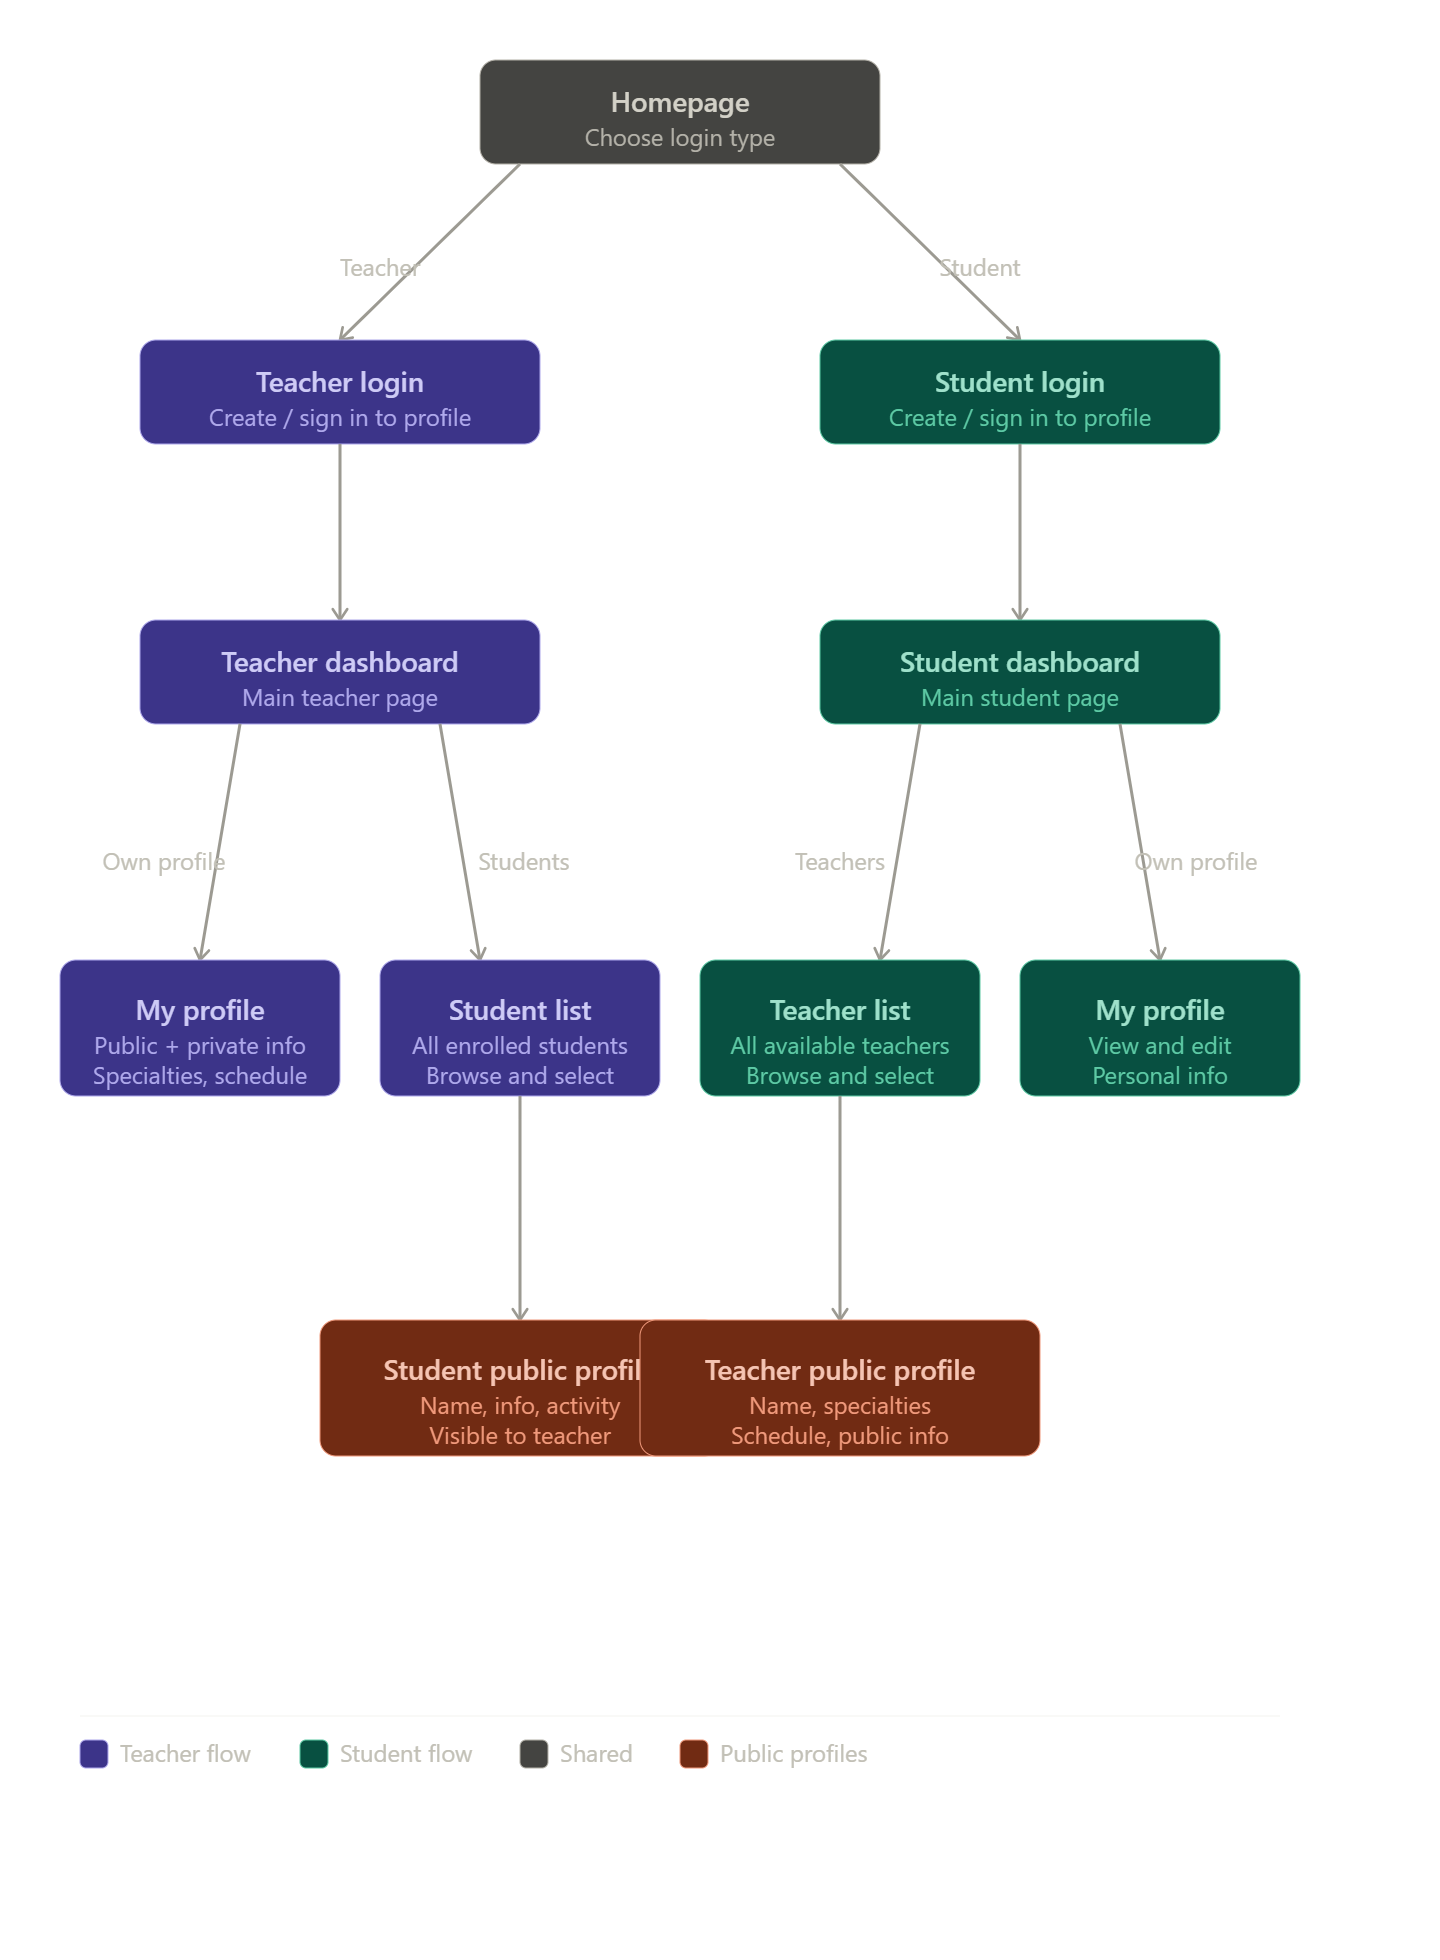 Homepage
Choose login type
Teacher
Student
Teacher login
Create / sign in to profile
Student login
Create / sign in to profile
Teacher dashboard
Main teacher page
Student dashboard
Main student page
Own profile
Students
Teachers
Own profile
My profile
Public + private info
Specialties, schedule
Student list
All enrolled students
Browse and select
Teacher list
All available teachers
Browse and select
My profile
View and edit
Personal info
Student public profil
Name, info, activity
Visible to teacher
Teacher public profile
Name, specialties
Schedule, public info
Teacher flow
Student flow
Shared
Public profiles